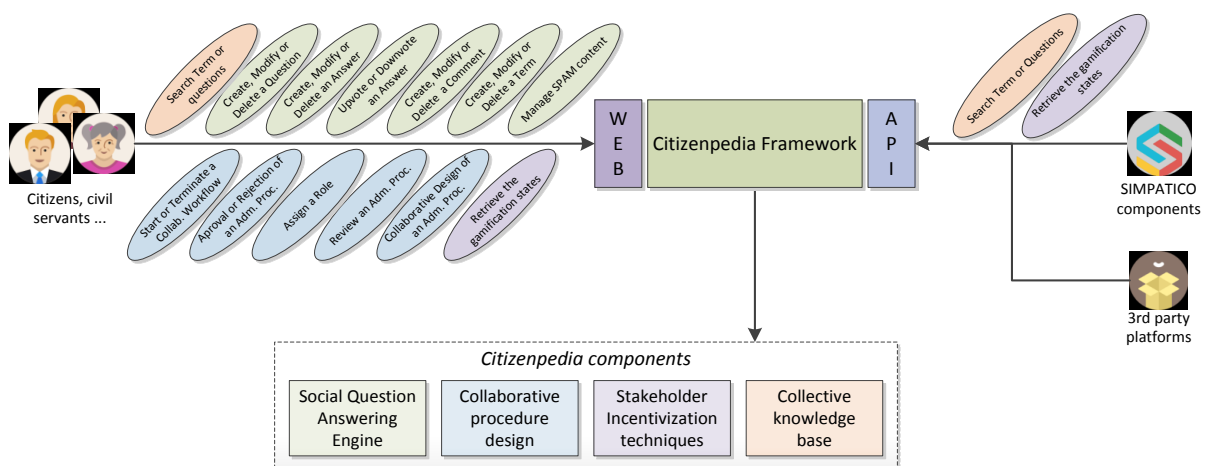 Search Term or
questions
Create, Modify or
Delete a Question
Create, Modify or
Delete an Answer
Upvote or Downvote
an Answer
Create, Modify or
Delete a Comment
Create, Modify or
Delete a Term
Manage SPAM content
Search Term or Questions
Retrieve the gamification
states
Citizens, civil
servants ...
W
E
B
Citizenpedia Framework
A
P
I
SIMPATICO
components
Start or Terminate a
Collab. Workflow
Aproval or Rejection of
an Adm. Proc.
Assign a Role
Review an Adm. Proc.
Collaborative Design of
an Adm. Proc.
Retrieve the
gamification states
3rd party
platforms
Citizenpedia components
Social Question
Answering
Engine
Collaborative
procedure
design
Stakeholder
Incentivization
techniques
Collective
knowledge
base